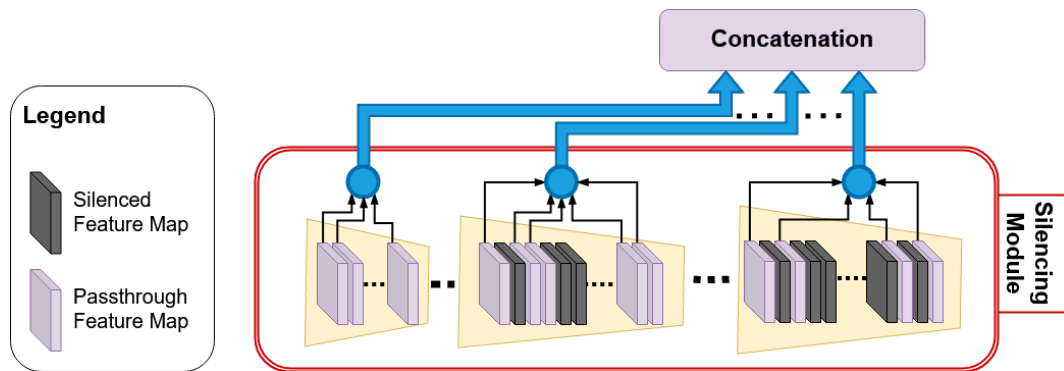 Concatenation
Legend
Silenced
Feature Map
Passthrough
Feature Map
Silencing
Module